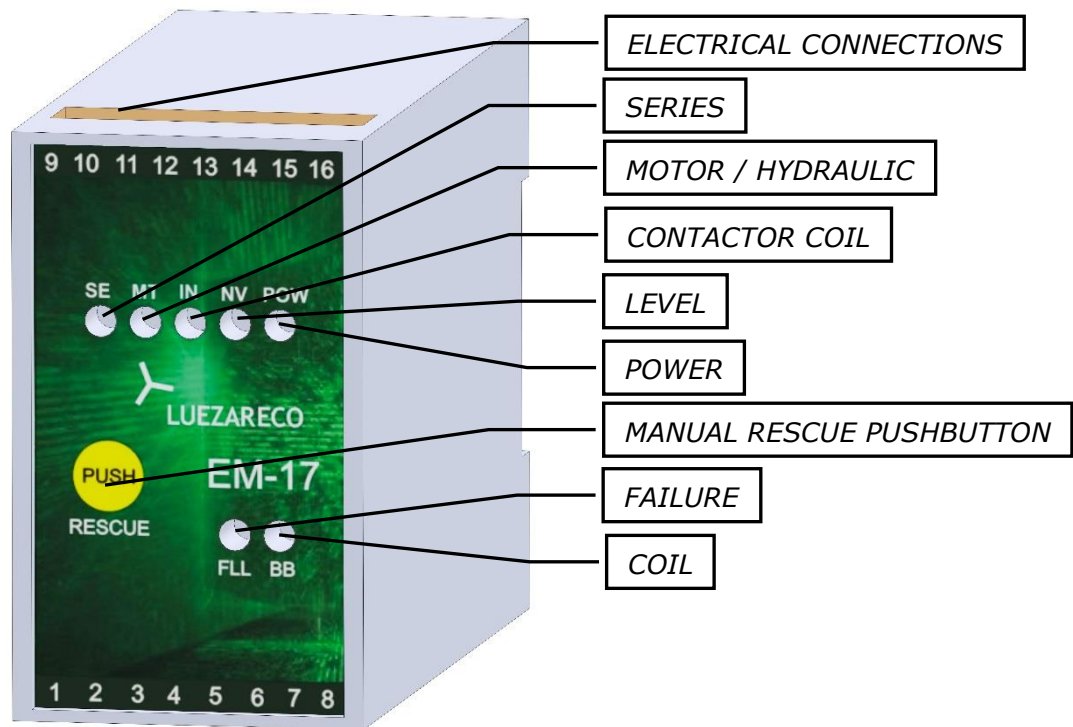 ELECTRICAL CONNECTIONS
SERIES
MOTOR / HYDRAULIC
CONTACTOR COIL
LEVEL
POWER
MANUAL RESCUE PUSHBUTTON
FAILURE
COIL
9 10 11 12 13 14 15 16
SE MT IN NV POW
LUEZARECO
PUSH
EM-17
RESCUE
FLL BB
1 2 3 4 5 6 7 8